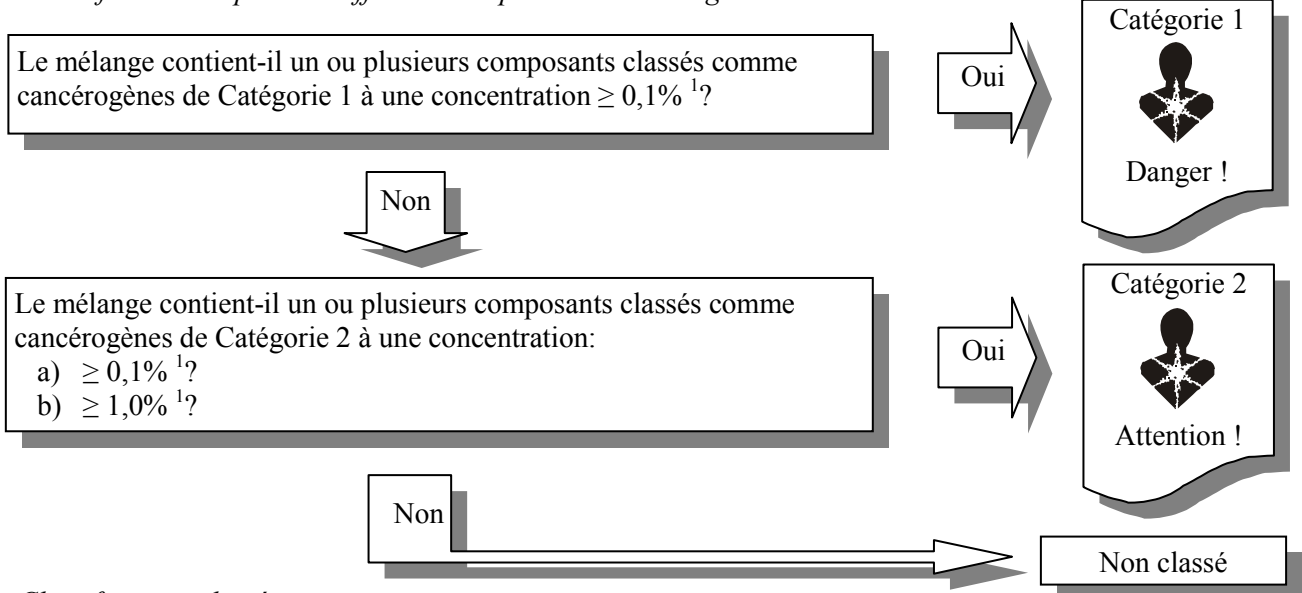 Le mélange contient-il un ou plusieurs composants classés comme
cancérogènes de Catégorie 1 à une concentration ≥ 0,1% ¹?
Oui
Catégorie 1
Danger !
Non
Le mélange contient-il un ou plusieurs composants classés comme
cancérogènes de Catégorie 2 à une concentration:
a) ≥ 0,1% ¹?
b) ≥ 1,0% ¹?
Oui
Catégorie 2
Attention !
Non
Non classé